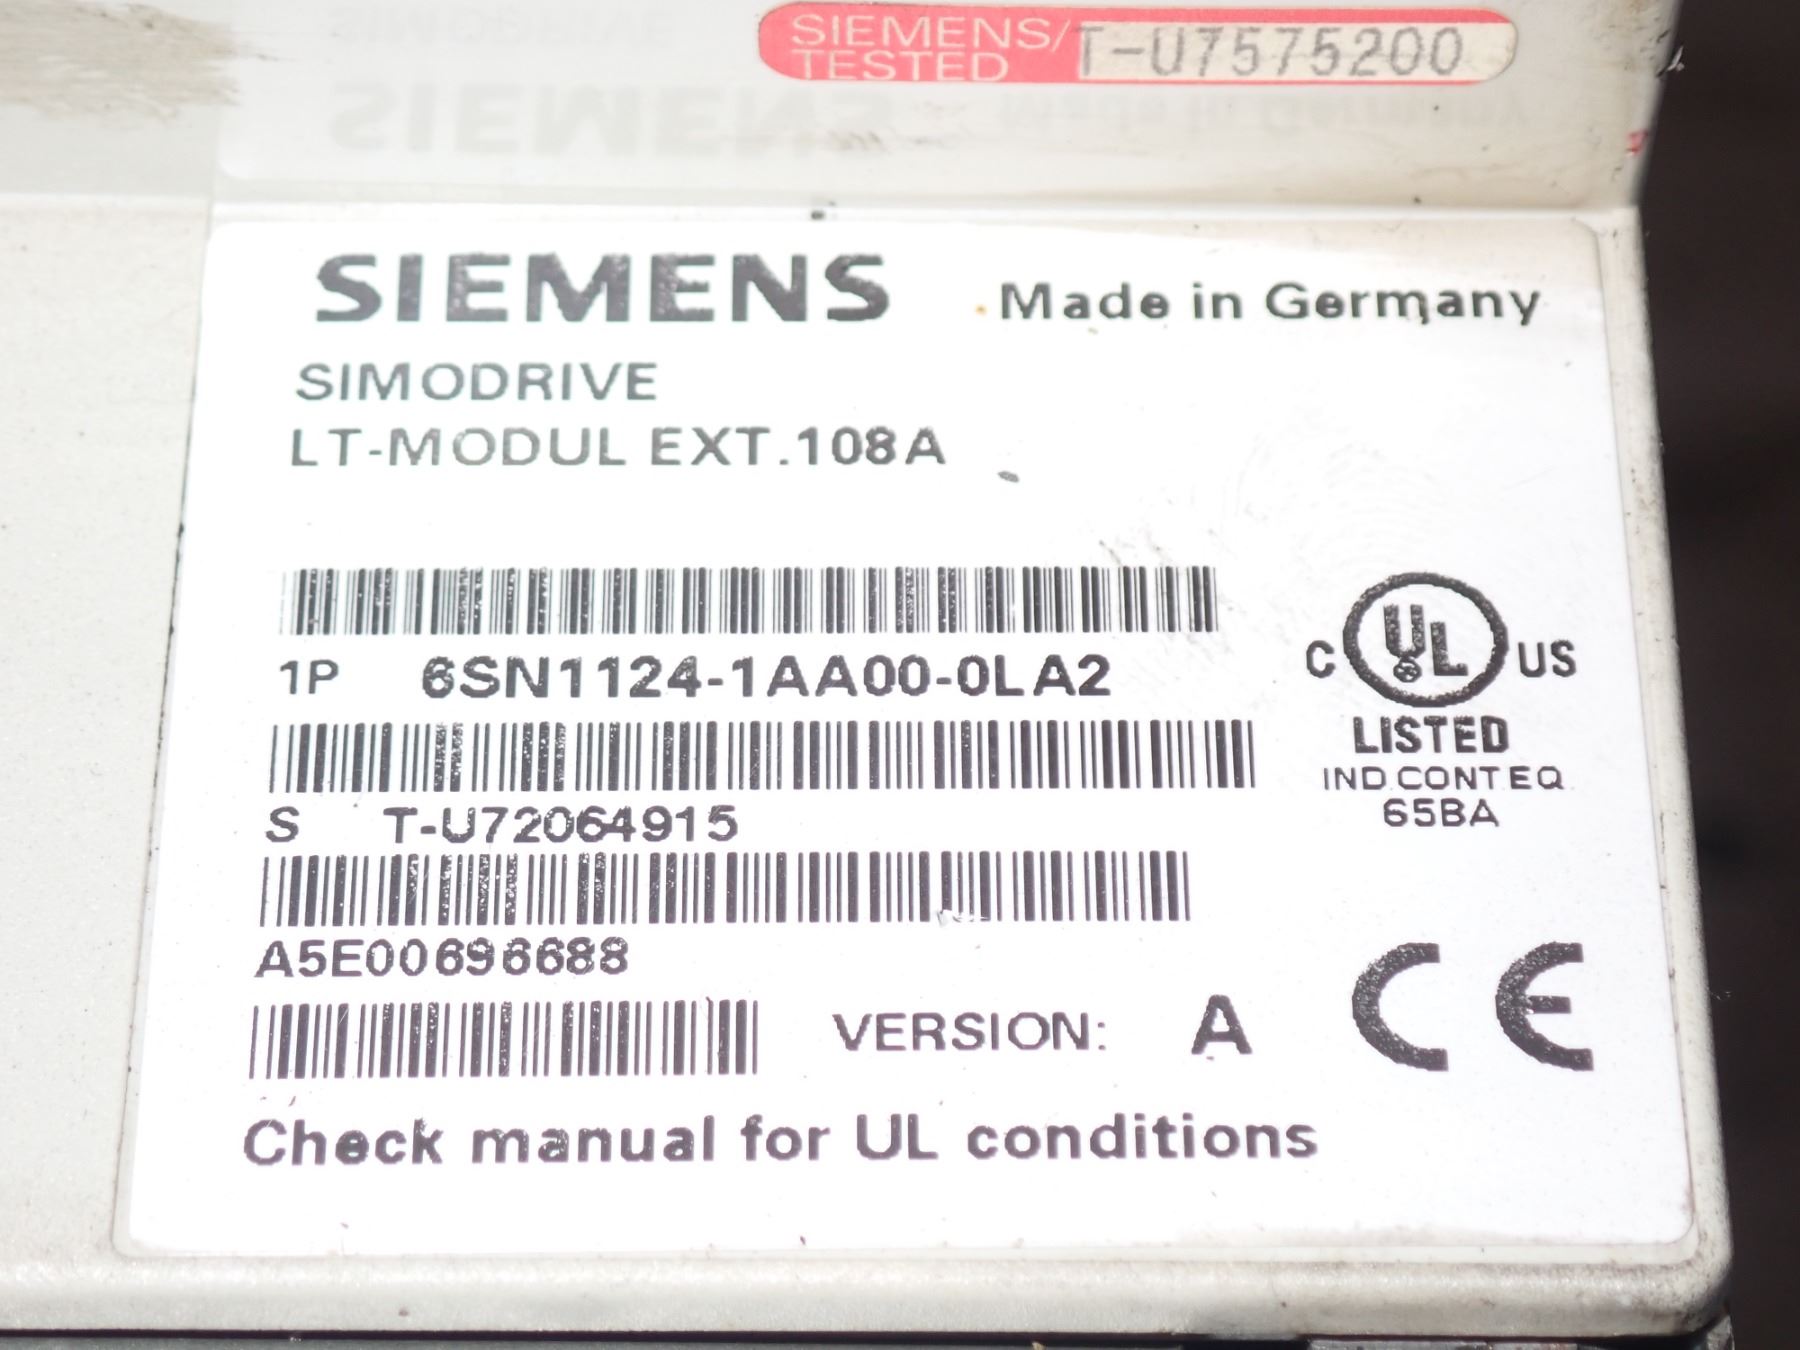 SIEMENS/
TESTED
T-U7575200
SIEMENS
Made in Germany
SIMODRIVE
LT-MODUL EXT.108A
1P 6SN1124-1AA00-0LA2
S T-U72064915
A5E00696688
VERSION: A
C UL US
LISTED
IND.CONT.EQ.
65BA
CE
Check manual for UL conditions